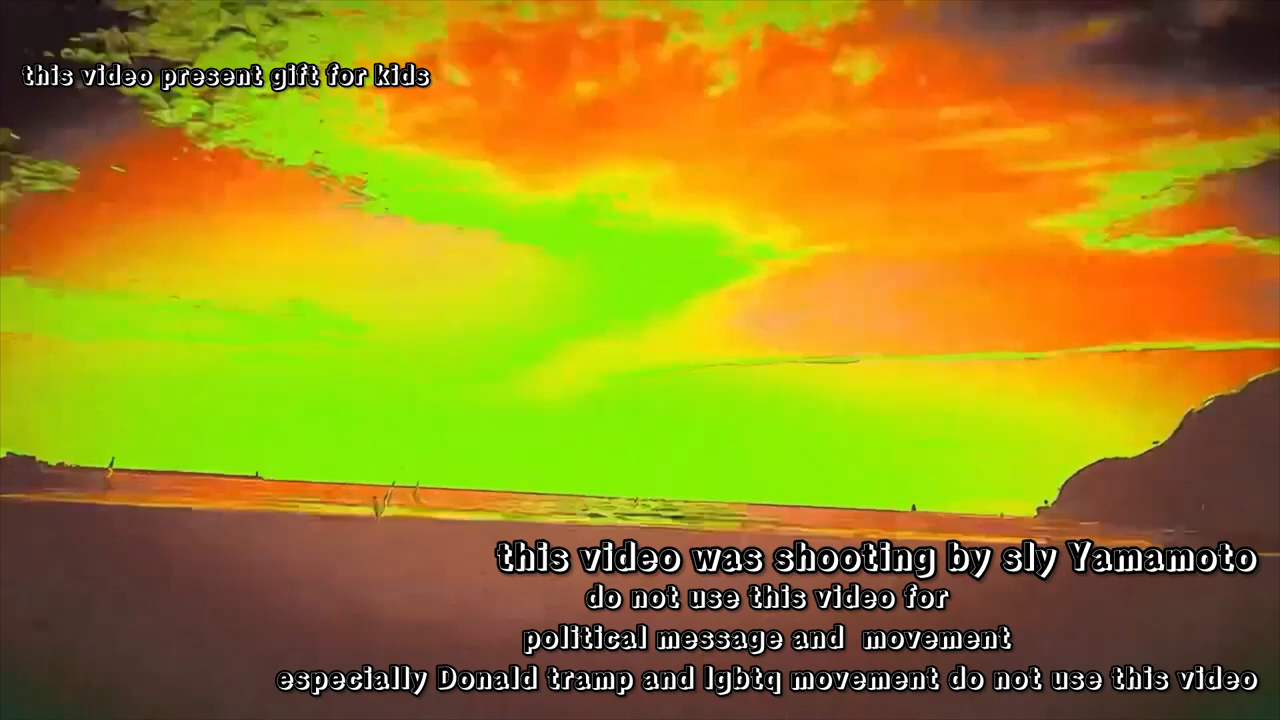 this video present gift for kids
this video was shooting by sly Yamamoto
do not use this video for
political message and movement
especially Donald tramp and lgbtq movement do not use this video